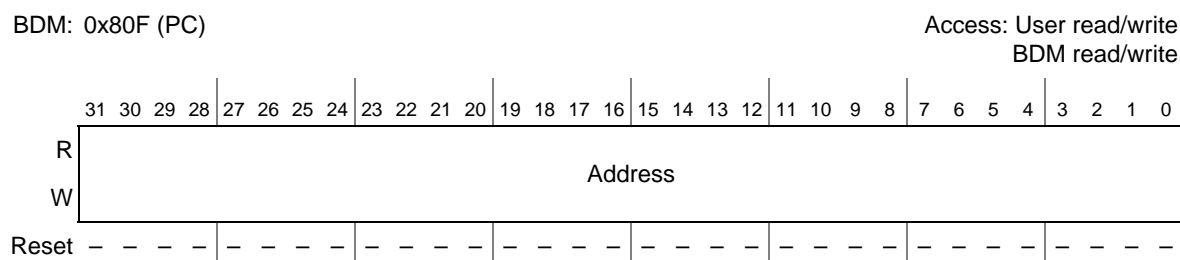 BDM: 0x80F (PC) Access: User read/write
BDM read/write
31 30 29 28 27 26 25 24 23 22 21 20 19 18 17 16 15 14 13 12 11 10 9 8 7 6 5 4 3 2 1 0
R
Address
W
Reset – – – – – – – – – – – – – – – – – – – – – – – – – – – – – – – –